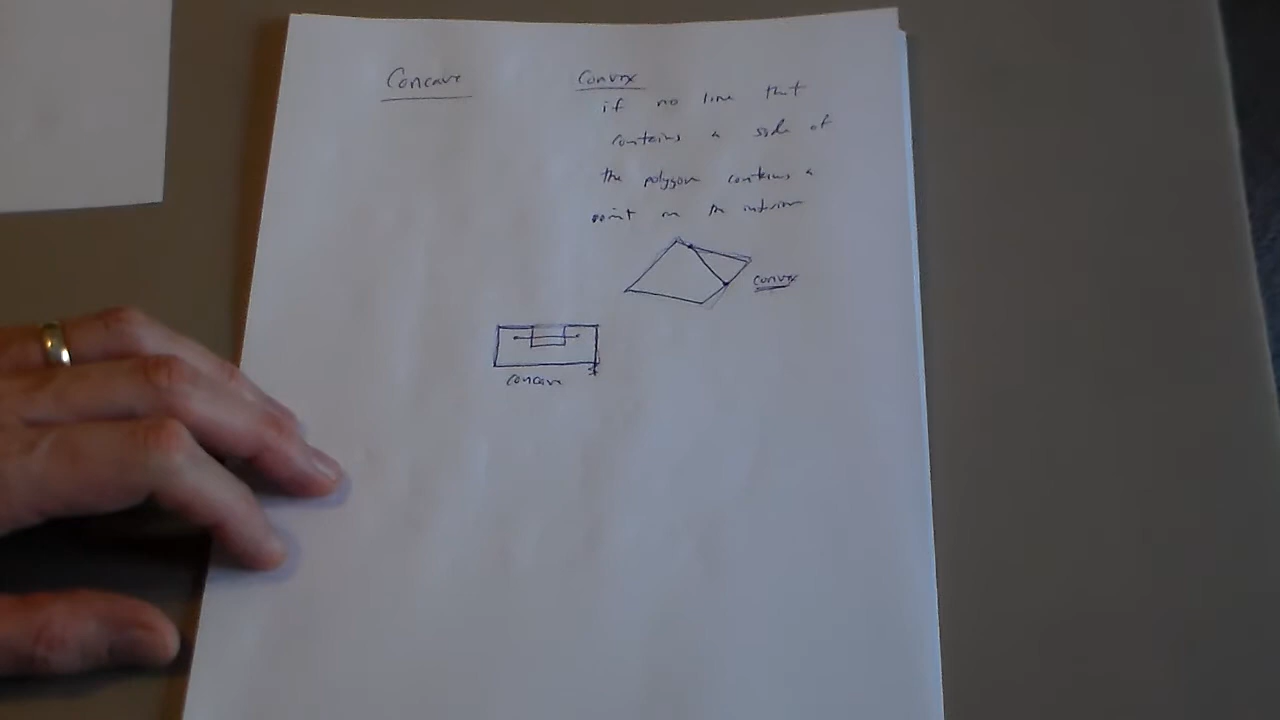 Concave
Convex
if no line that
contains a side of
the polygon contains a
point in the interior
convex
concave